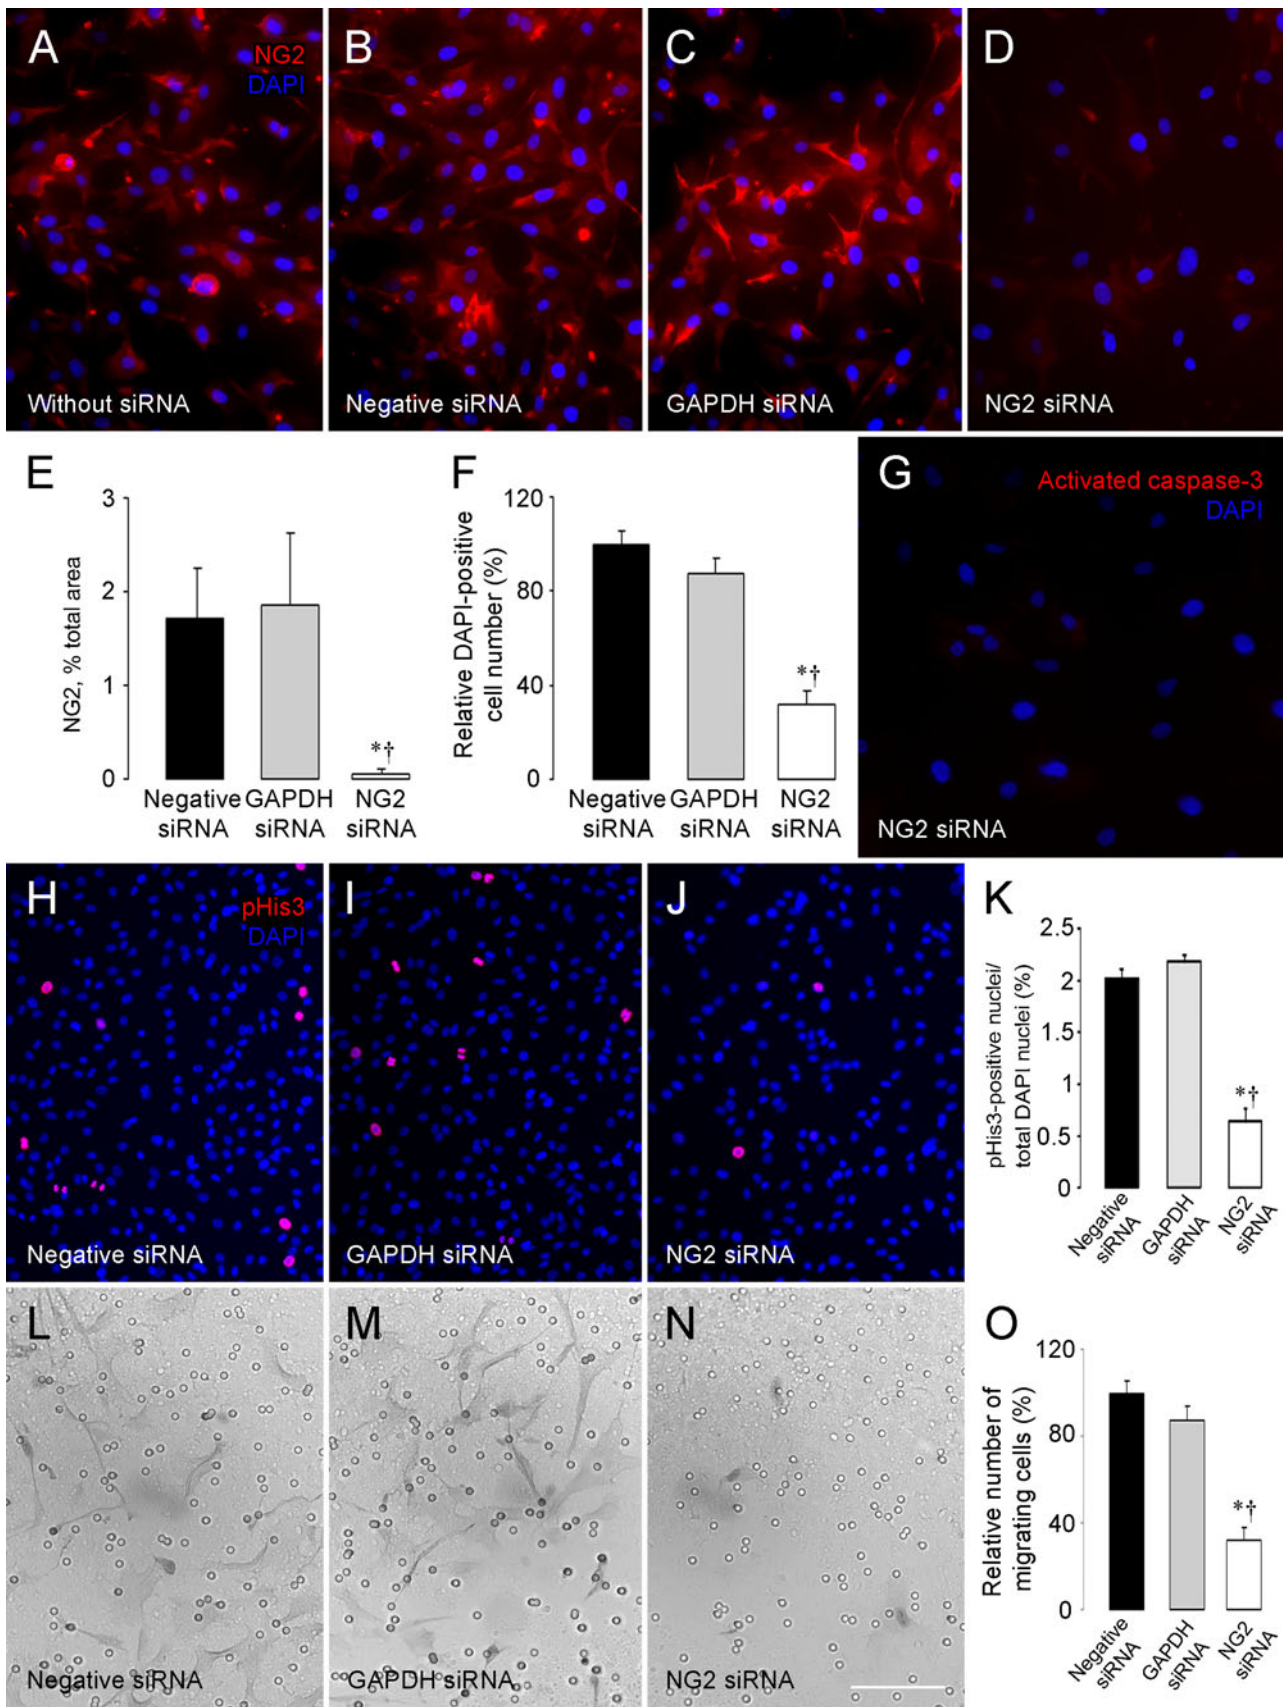 A
NG2
DAPI
Without siRNA
B
Negative siRNA
C
GAPDH siRNA
D
NG2 siRNA
E
NG2, % total area
3
2
1
0
Negative siRNA
GAPDH siRNA
NG2 siRNA
*†
F
Relative DAPI-positive
cell number (%)
120
80
40
0
Negative siRNA
GAPDH siRNA
NG2 siRNA
*†
G
Activated caspase-3
DAPI
NG2 siRNA
H
pHis3
DAPI
Negative siRNA
I
GAPDH siRNA
J
NG2 siRNA
K
pHis3-positive nuclei/
total DAPI nuclei (%)
2.5
2
1.5
1
0.5
0
Negative
siRNA
GAPDH
siRNA
NG2
siRNA
*†
L
Negative siRNA
M
GAPDH siRNA
N
NG2 siRNA
O
Relative number of
migrating cells (%)
120
80
40
0
Negative
siRNA
GAPDH
siRNA
NG2
siRNA
*†